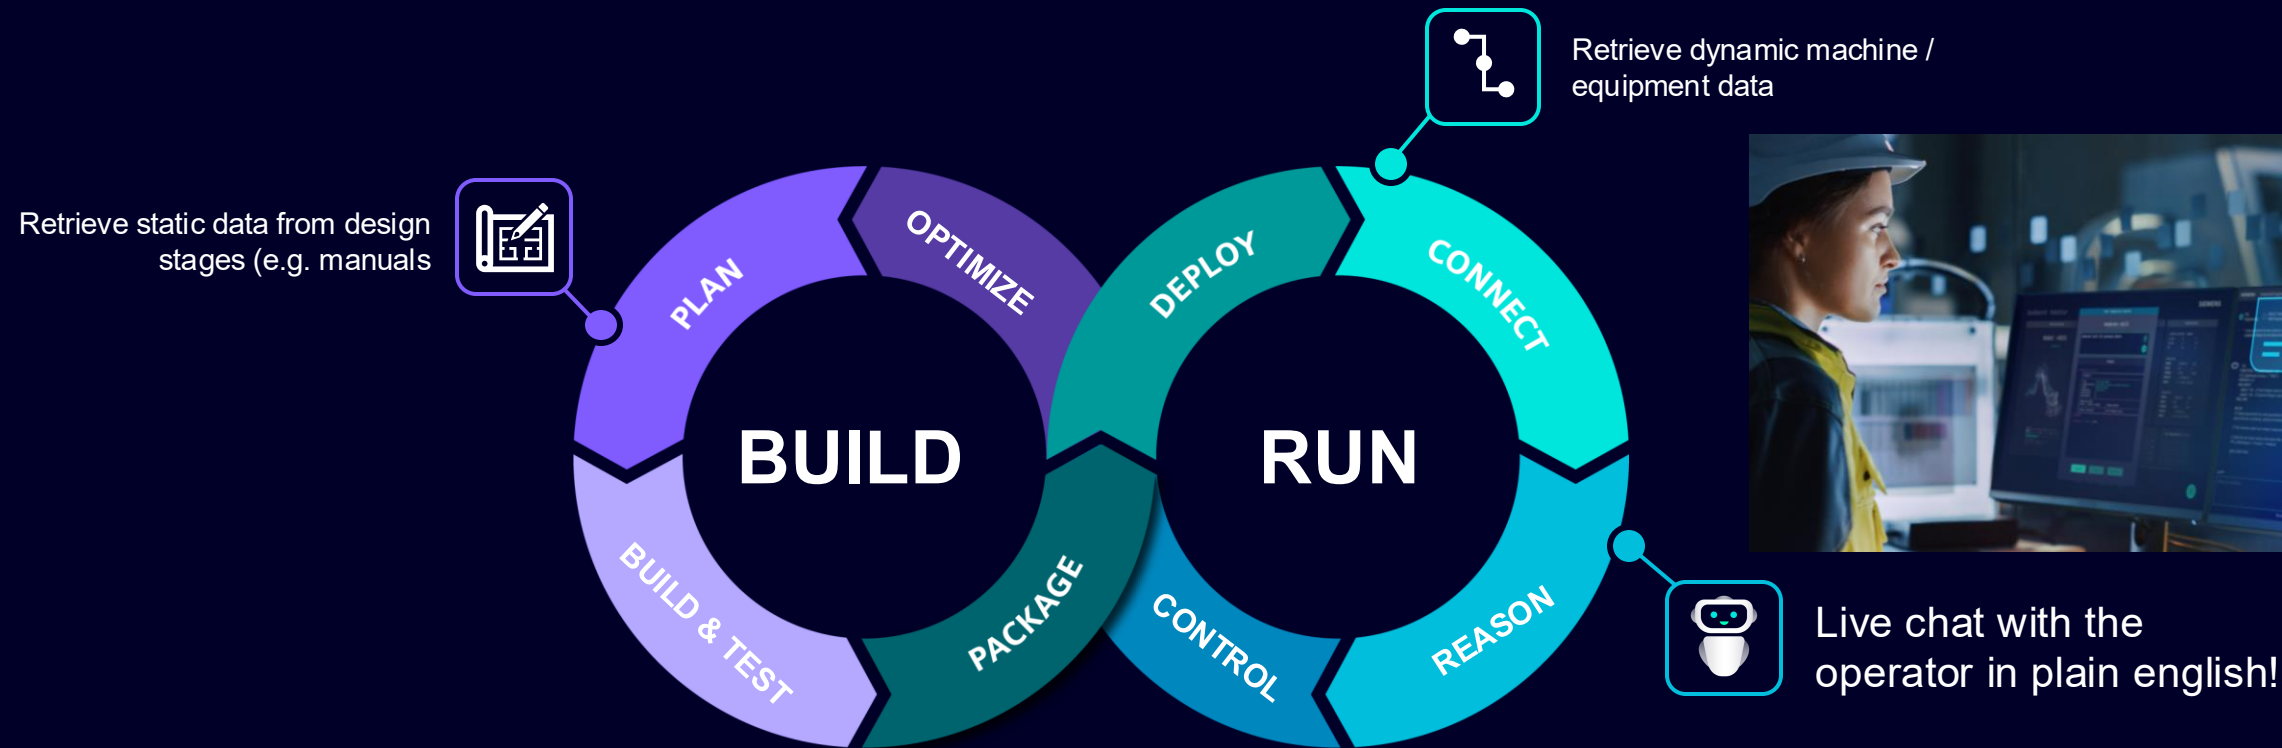 Retrieve dynamic machine /
equipment data
Retrieve static data from design
stages (e.g. manuals
PLAN
OPTIMIZE
DEPLOY
CONNECT
BUILD
RUN
BUILD & TEST
PACKAGE
CONTROL
REASON
SIEMENS
Live chat with the
operator in plain english!